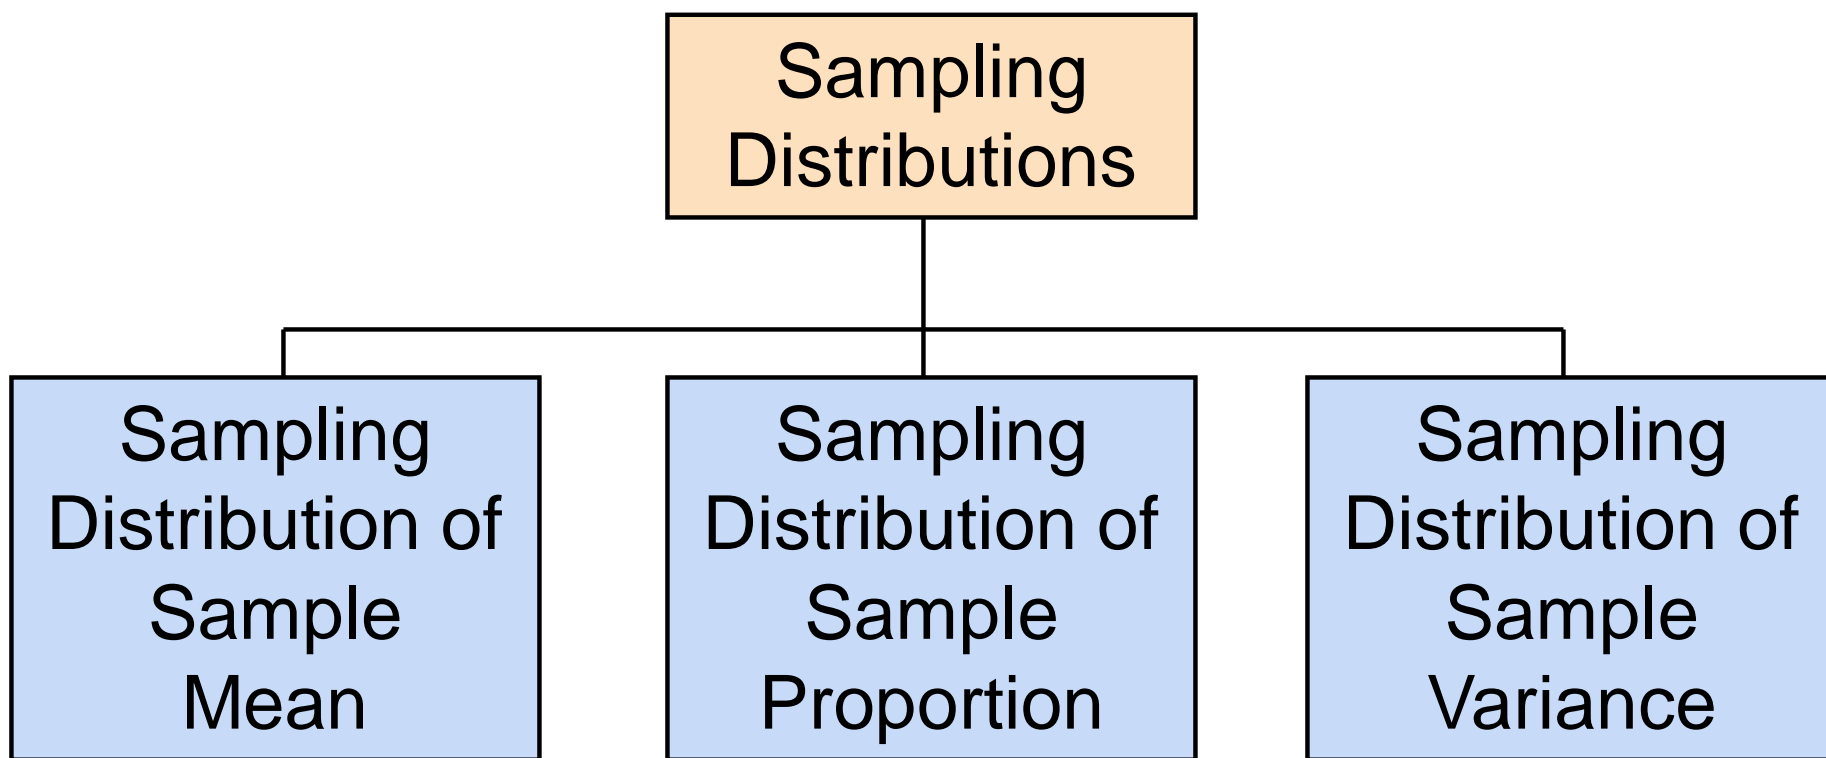 Sampling
Distributions
Sampling
Distribution of
Sample
Mean
Sampling
Distribution of
Sample
Proportion
Sampling
Distribution of
Sample
Variance